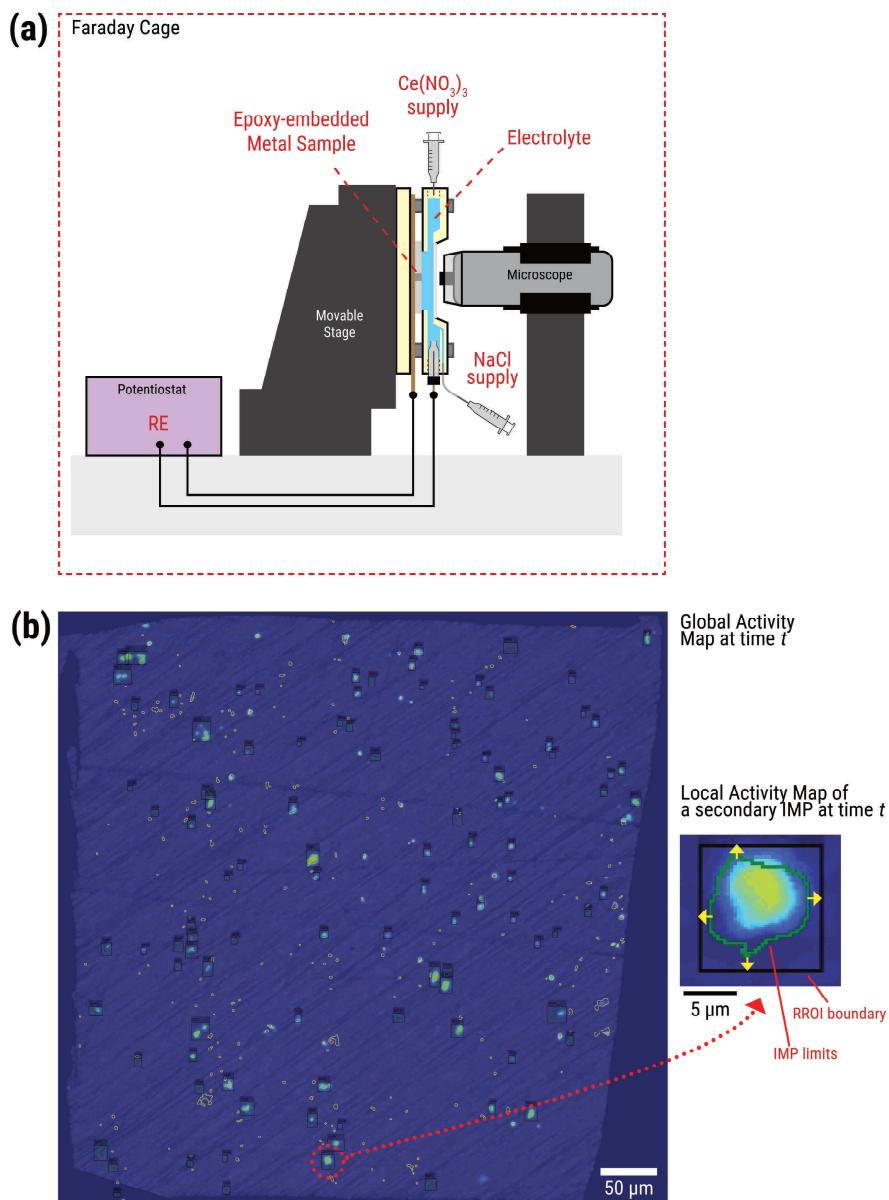 (a)
Faraday Cage
Ce(NO3)3
supply
Epoxy-embedded
Metal Sample
Electrolyte
Microscope
Movable
Stage
NaCl
supply
Potentiostat
RE
(b)
Global Activity
Map at time t
Local Activity Map of
a secondary IMP at time t
5 µm
RROI boundary
IMP limits
50 µm